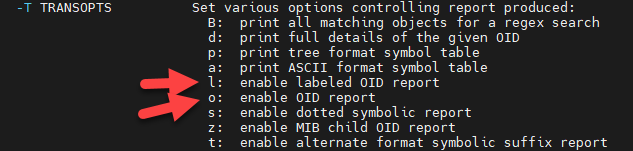 -T TRANSOPTS Set various options controlling report produced:
B: print all matching objects for a regex search
d: print full details of the given OID
p: print tree format symbol table
a: print ASCII format symbol table
l: enable labeled OID report
o: enable OID report
s: enable dotted symbolic report
z: enable MIB child OID report
t: enable alternate format symbolic suffix report